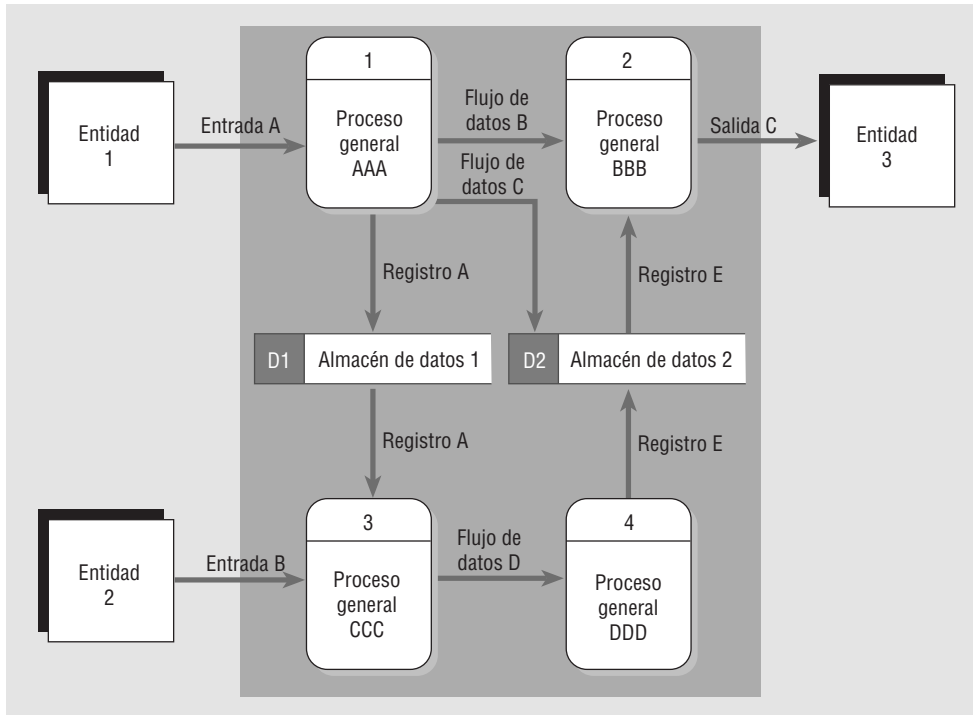 1
2
Entidad
1
Entrada A
Proceso
general
AAA
Flujo de
datos B
Flujo de
datos C
Proceso
general
BBB
Salida C
Entidad
3
Registro A
Registro E
D1
Almacén de datos 1
D2
Almacén de datos 2
Registro A
Registro E
3
4
Entidad
2
Entrada B
Proceso
general
CCC
Flujo de
datos D
Proceso
general
DDD